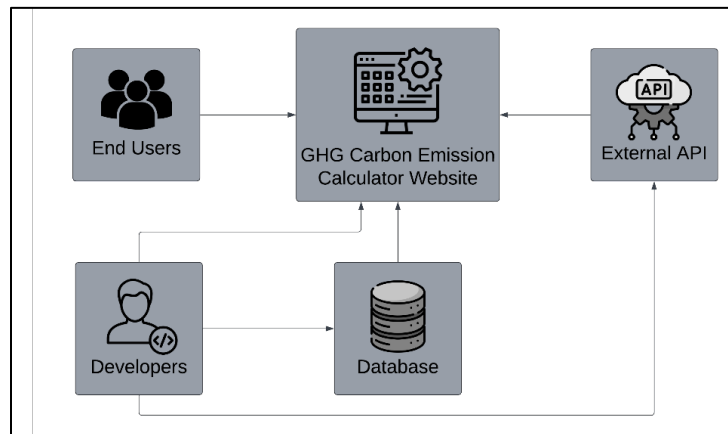 End Users
GHG Carbon Emission
Calculator Website
API
External API
</>
Developers
Database